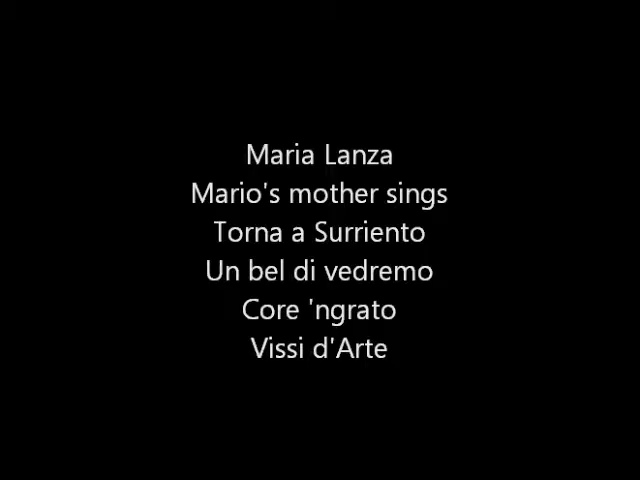 Maria Lanza
Mario's mother sings
Torna a Surriento
Un bel di vedremo
Core 'ngrato
Vissi d'Arte